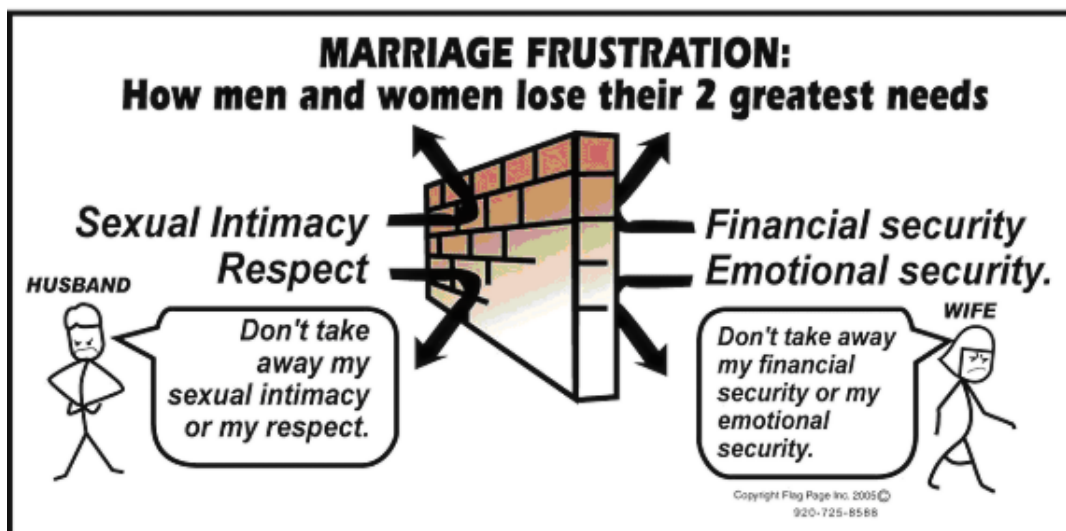 MARRIAGE FRUSTRATION:
How men and women lose their 2 greatest needs
Sexual Intimacy
Respect
Financial security
Emotional security.
HUSBAND
Don't take
away my
sexual intimacy
or my respect.
WIFE
Don't take away
my financial
security or my
emotional
security.
Copyright Flag Page Inc. 2005©
920-725-8588